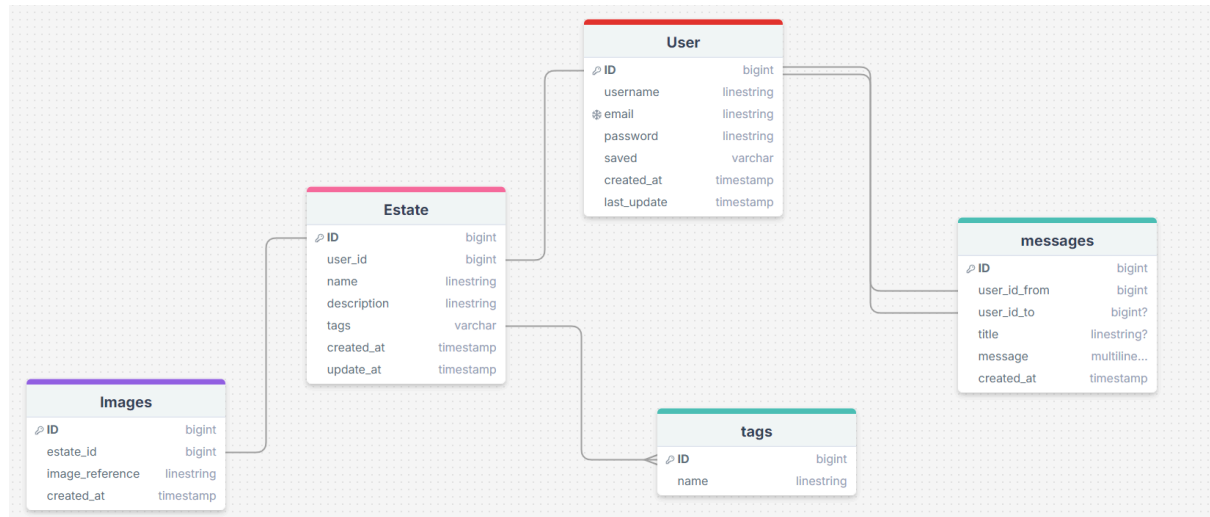 User
ID bigint
username linestring
email linestring
password linestring
saved varchar
created_at timestamp
last_update timestamp
Estate
ID bigint
user_id bigint
name linestring
description linestring
tags varchar
created_at timestamp
update_at timestamp
messages
ID bigint
user_id_from bigint
user_id_to bigint?
title linestring?
message multiline...
created_at timestamp
Images
ID bigint
estate_id bigint
image_reference linestring
created_at timestamp
tags
ID bigint
name linestring